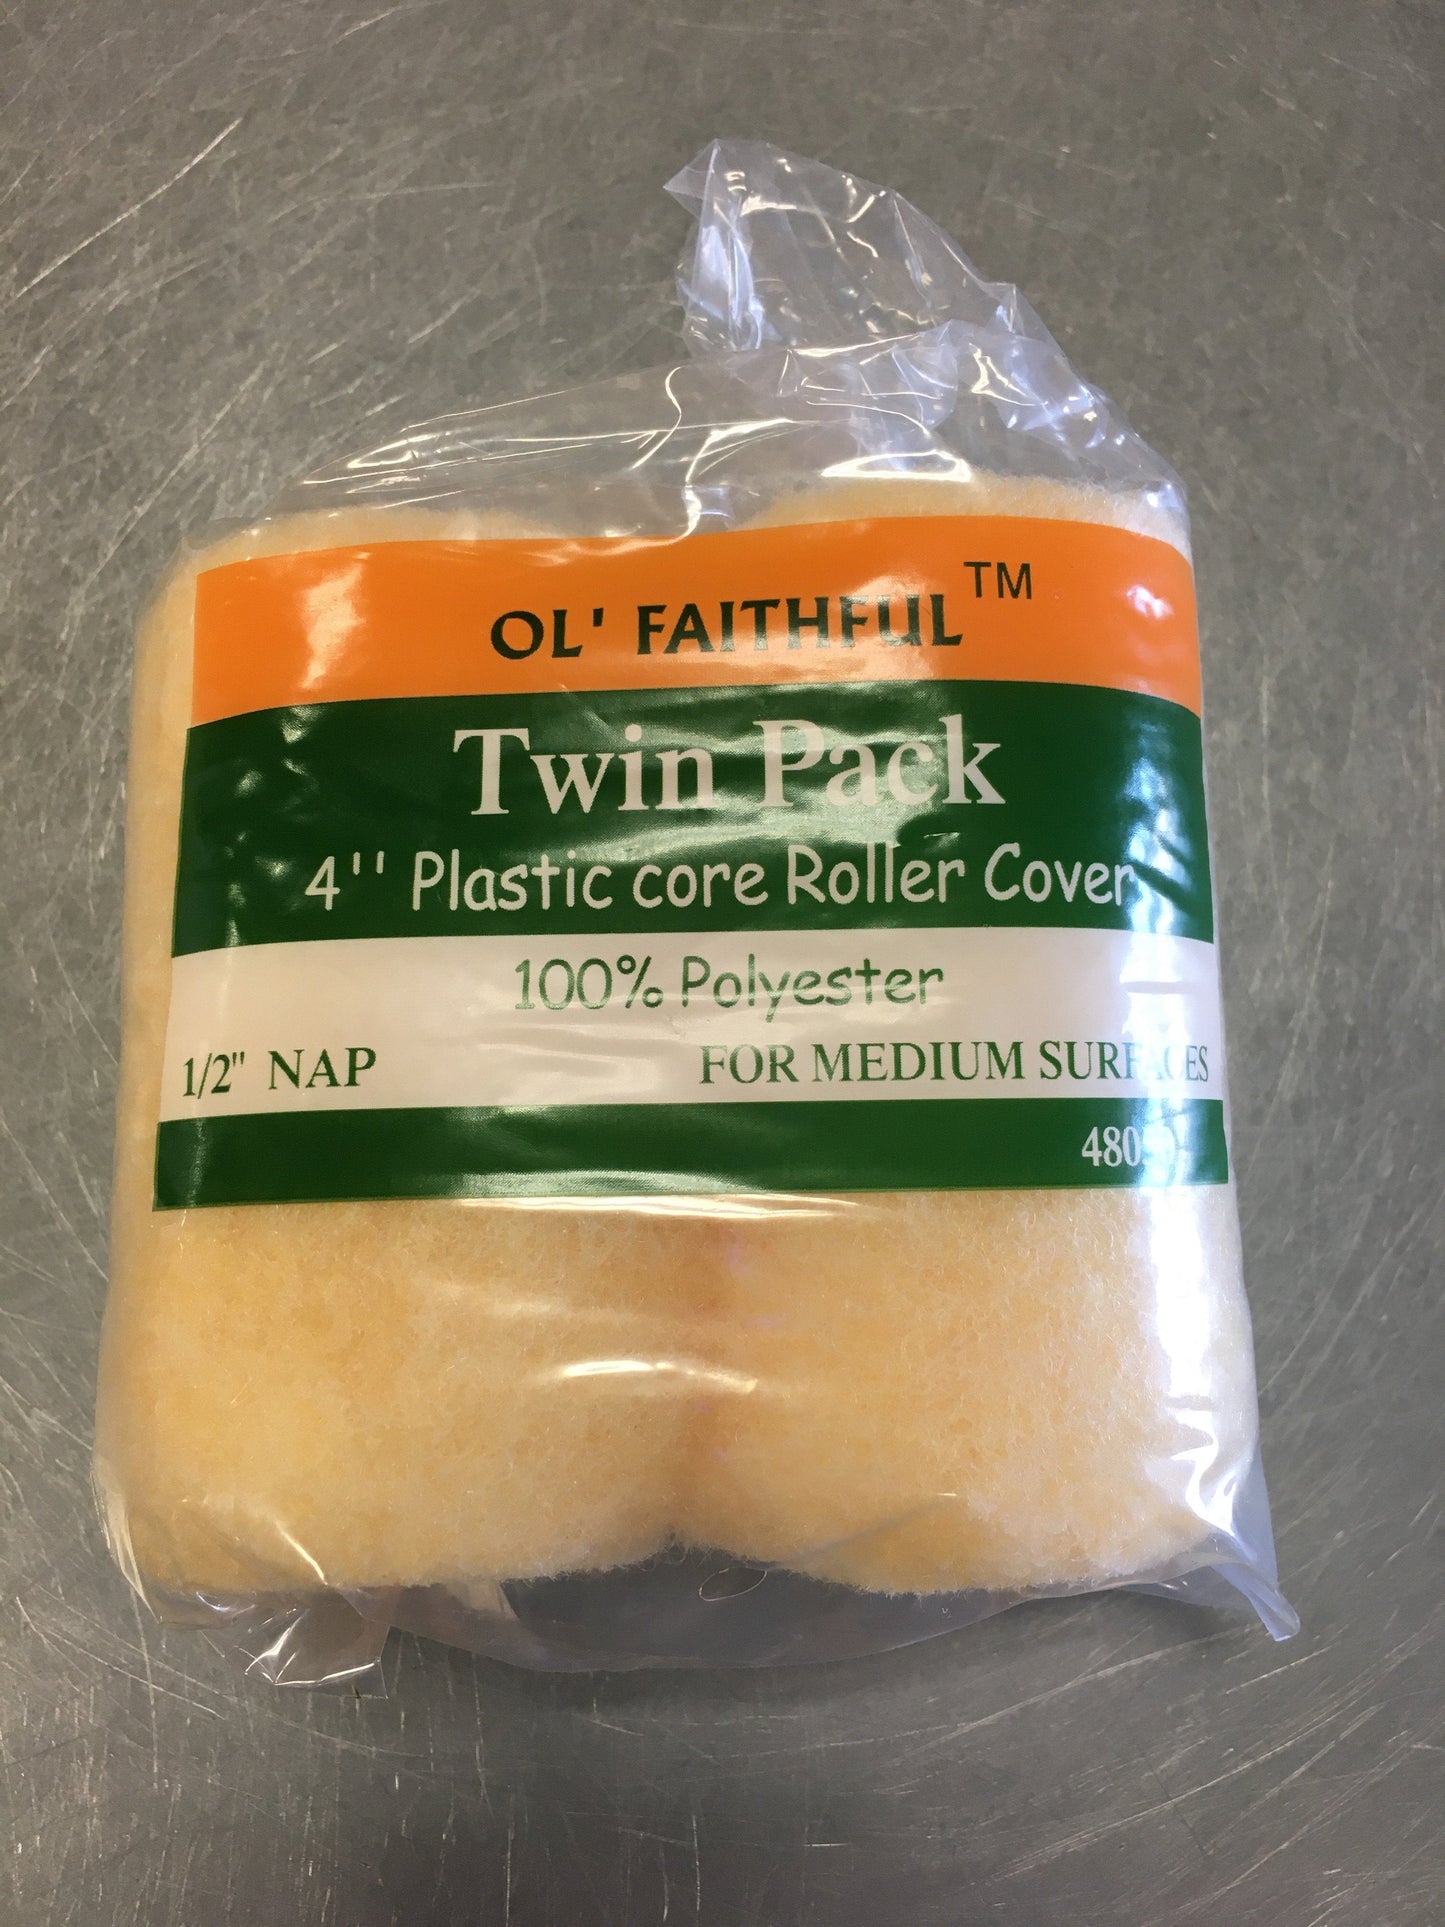 OL' FAITHFUL™
Twin Pack
4'' Plastic core Roller Cover
100% Polyester
1/2" NAP FOR MEDIUM SURFACES